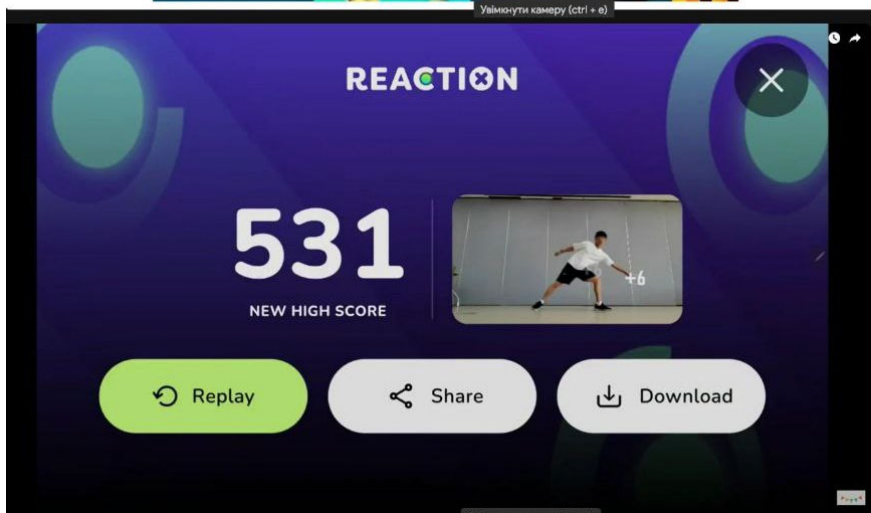 Увімкнути камеру (ctrl + e)
REACTION
531
NEW HIGH SCORE
+6
Replay
Share
Download